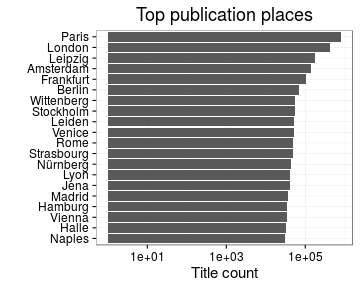 Top publication places
Paris
London
Leipzig
Amsterdam
Frankfurt
Berlin
Wittenberg
Stockholm
Leiden
Venice
Rome
Strasbourg
Nürnberg
Lyon
Jena
Madrid
Hamburg
Vienna
Halle
Naples
1e+01 1e+03 1e+05
Title count